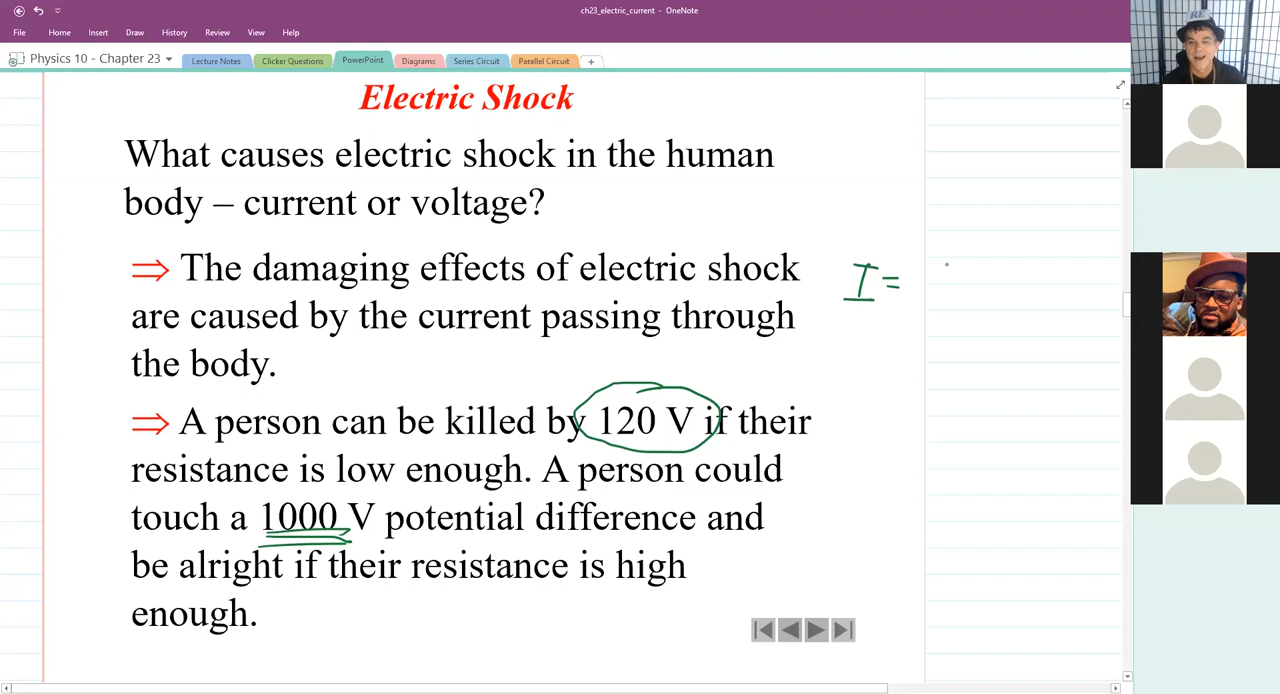 ch23_electric_current - OneNote
File Home Insert Draw History Review View Help
Physics 10 - Chapter 23 Lecture Notes Clicker Questions PowerPoint Diagrams Series Circuit Parallel Circuit +
RE
Electric Shock
What causes electric shock in the human
body – current or voltage?
⇒ The damaging effects of electric shock
are caused by the current passing through
the body.
I =
⇒ A person can be killed by 120 V if their
resistance is low enough. A person could
touch a 1000 V potential difference and
be alright if their resistance is high
enough.